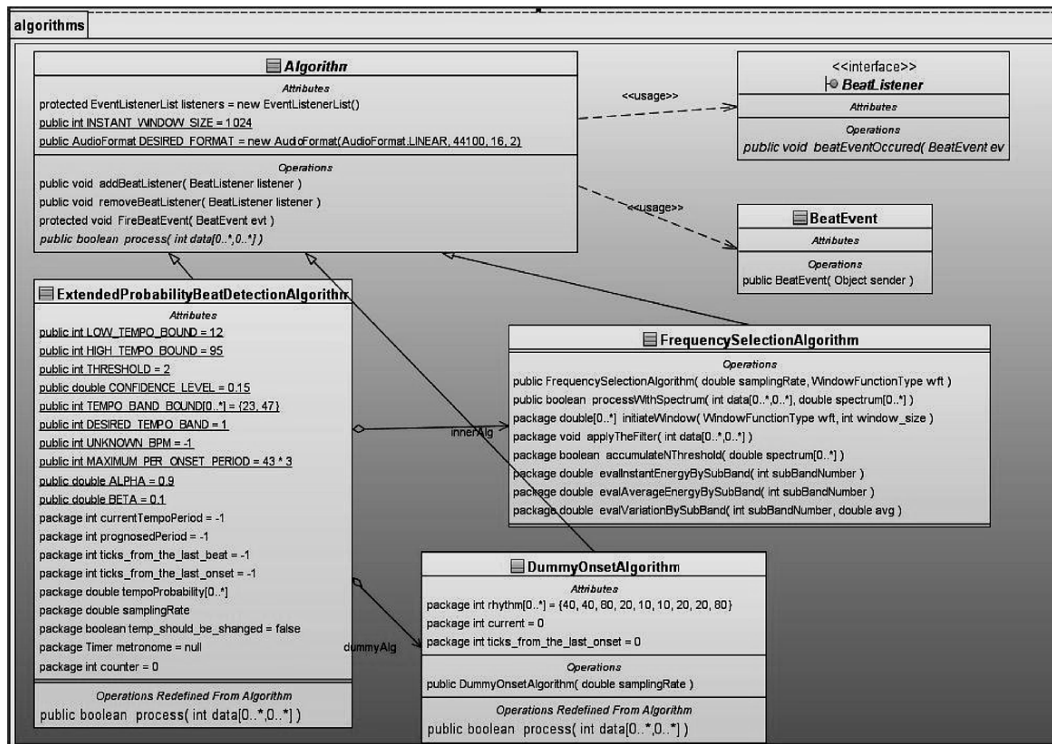 algorithms
Algorithm
Attributes
protected EventListenerList listeners = new EventListenerList()
public int INSTANT_WINDOW_SIZE = 1024
public AudioFormat DESIRED_FORMAT = new AudioFormat(AudioFormat.LINEAR, 44100, 16, 2)
Operations
public void addBeatListener( BeatListener listener )
public void removeBeatListener( BeatListener listener )
protected void FireBeatEvent( BeatEvent evt )
public boolean process( int data[0..*,0..*] )
<<usage>>
<<usage>>
<<interface>>
BeatListener
Attributes
Operations
public void beatEventOccured( BeatEvent ev
BeatEvent
Attributes
Operations
public BeatEvent( Object sender )
ExtendedProbabilityBeatDetectionAlgorithm
Attributes
public int LOW_TEMPO_BOUND = 12
public int HIGH_TEMPO_BOUND = 95
public int THRESHOLD = 2
public double CONFIDENCE_LEVEL = 0.15
public int TEMPO_BAND_BOUND[0..*] = {23, 47}
public int DESIRED_TEMPO_BAND = 1
public int UNKNOWN_BPM = -1
public int MAXIMUM_PER_ONSET_PERIOD = 43 * 3
public double ALPHA = 0.9
public double BETA = 0.1
package int currentTempoPeriod = -1
package int prognosedPeriod = -1
package int ticks_from_the_last_beat = -1
package int ticks_from_the_last_onset = -1
package double tempoProbability[0..*]
package double samplingRate
package boolean temp_should_be_shanged = false
package Timer metronome = null
package int counter = 0
Operations Redefined From Algorithm
public boolean process( int data[0..*,0..*] )
innerAlg
dummyAlg
FrequencySelectionAlgorithm
Operations
public FrequencySelectionAlgorithm( double samplingRate, WindowFunctionType wft )
public boolean processWithSpectrum( int data[0..*,0..*], double spectrum[0..*] )
package double[0..*] initiateWindow( WindowFunctionType wft, int window_size )
package void applyTheFilter( int data[0..*,0..*] )
package boolean accumulateNThreshold( double spectrum[0..*] )
package double evalInstantEnergyBySubBand( int subBandNumber )
package double evalAverageEnergyBySubBand( int subBandNumber )
package double evalVariationBySubBand( int subBandNumber, double avg )
DummyOnsetAlgorithm
Attributes
package int rhythm[0..*] = {40, 40, 80, 20, 10, 10, 20, 20, 80}
package int current = 0
package int ticks_from_the_last_onset = 0
Operations
public DummyOnsetAlgorithm( double samplingRate )
Operations Redefined From Algorithm
public boolean process( int data[0..*,0..*] )